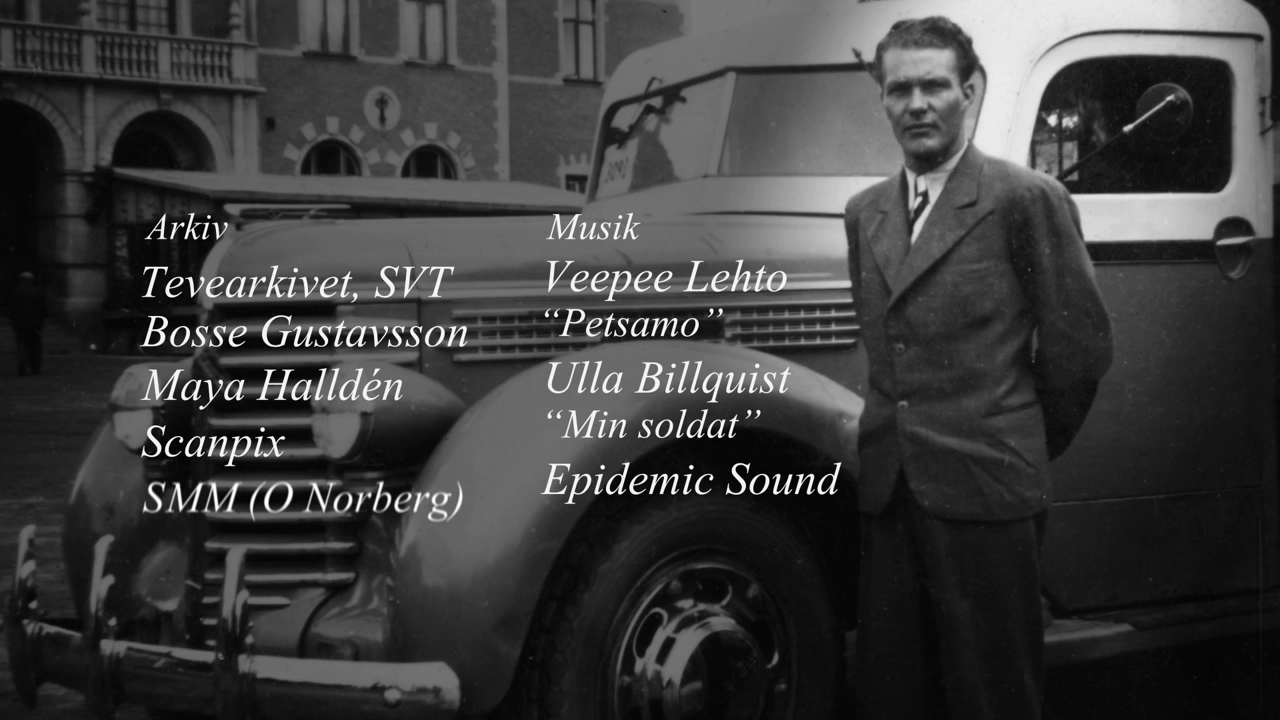 Arkiv
Tevearkivet, SVT
Bosse Gustavsson
Maya Halldén
Scanpix
SMM (O Norberg)
Musik
Veepee Lehto
“Petsamo”
Ulla Billquist
“Min soldat”
Epidemic Sound